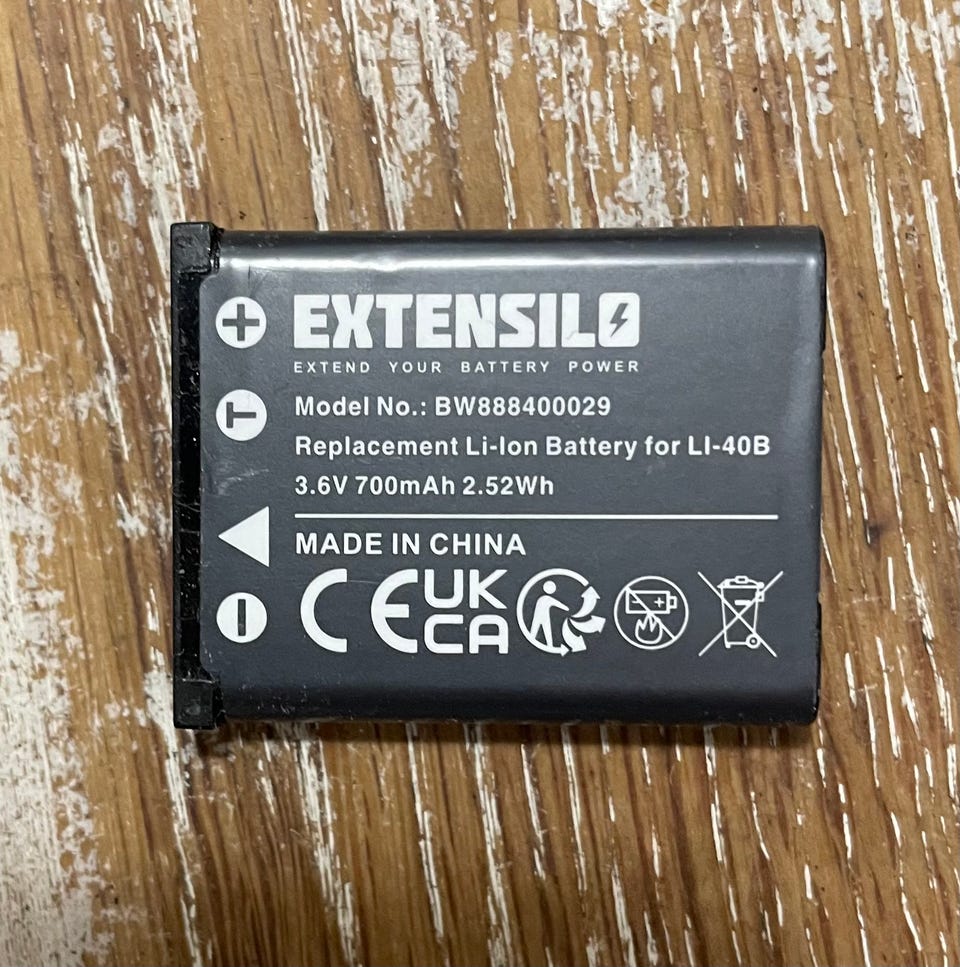 EXTENSILO
EXTEND YOUR BATTERY POWER
Model No.: BW888400029
Replacement Li-Ion Battery for LI-40B
3.6V 700mAh 2.52Wh
MADE IN CHINA
CE UK
CA
+
T
-